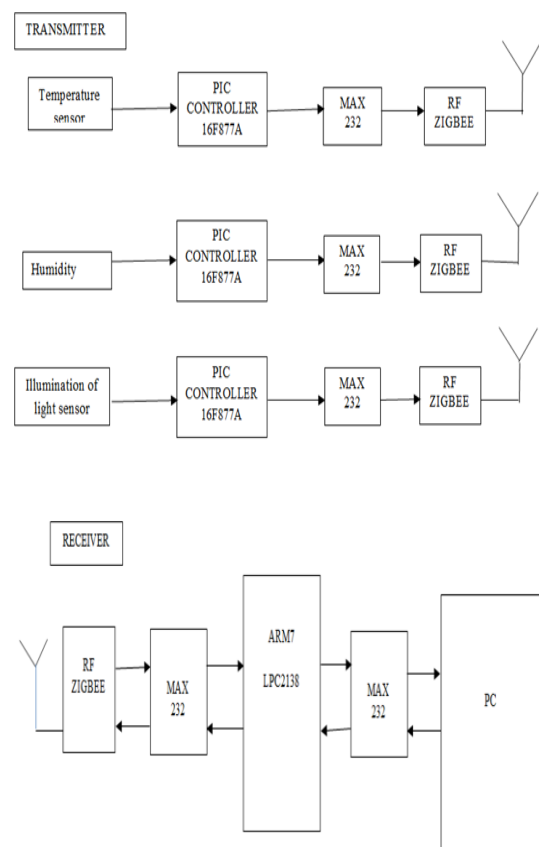 TRANSMITTER
Temperature
sensor
PIC
CONTROLLER
16F877A
MAX
232
RF
ZIGBEE
Humidity
PIC
CONTROLLER
16F877A
MAX
232
RF
ZIGBEE
Illumination of
light sensor
PIC
CONTROLLER
16F877A
MAX
232
RF
ZIGBEE
RECEIVER
RF
ZIGBEE
MAX
232
ARM7
LPC2138
MAX
232
PC